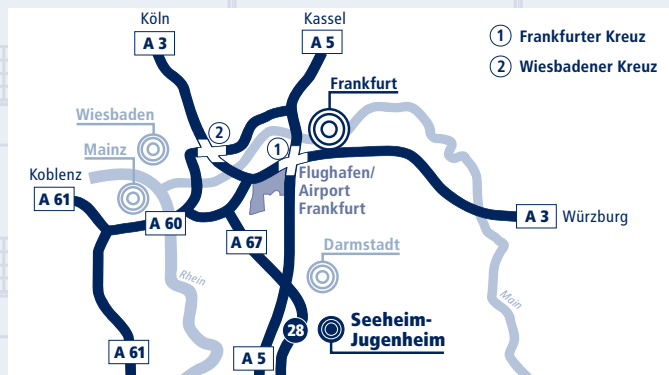 Köln
Kassel
A 3
A 5
1 Frankfurter Kreuz
2 Wiesbadener Kreuz
Frankfurt
Wiesbaden
2
Mainz
1
Koblenz
Flughafen/
Airport
Frankfurt
A 61
A 60
A 3 Würzburg
A 67
Darmstadt
Rhein
Main
28
Seeheim-
Jugenheim
A 61
A 5